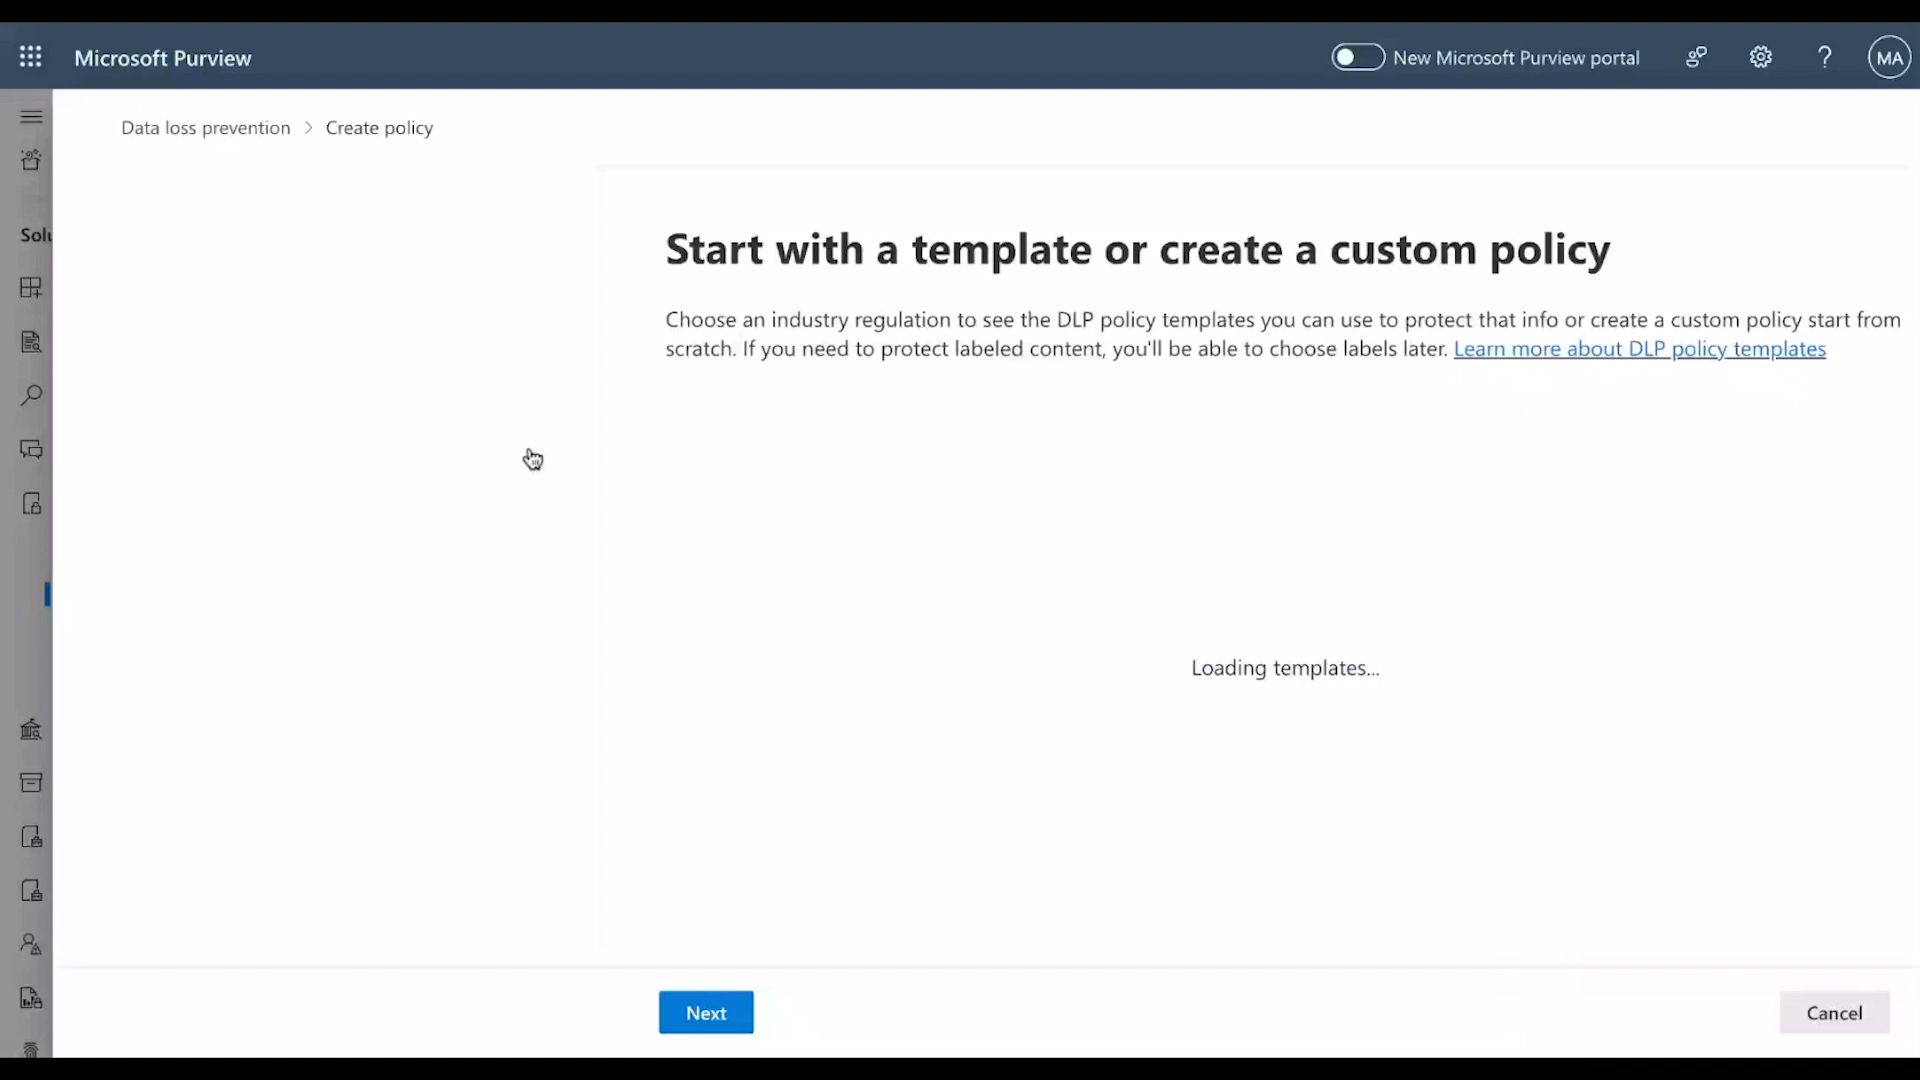 Microsoft Purview
New Microsoft Purview portal
?
MA
Data loss prevention > Create policy
Solu
Start with a template or create a custom policy
Choose an industry regulation to see the DLP policy templates you can use to protect that info or create a custom policy start from
scratch. If you need to protect labeled content, you'll be able to choose labels later. Learn more about DLP policy templates
Loading templates...
Next
Cancel